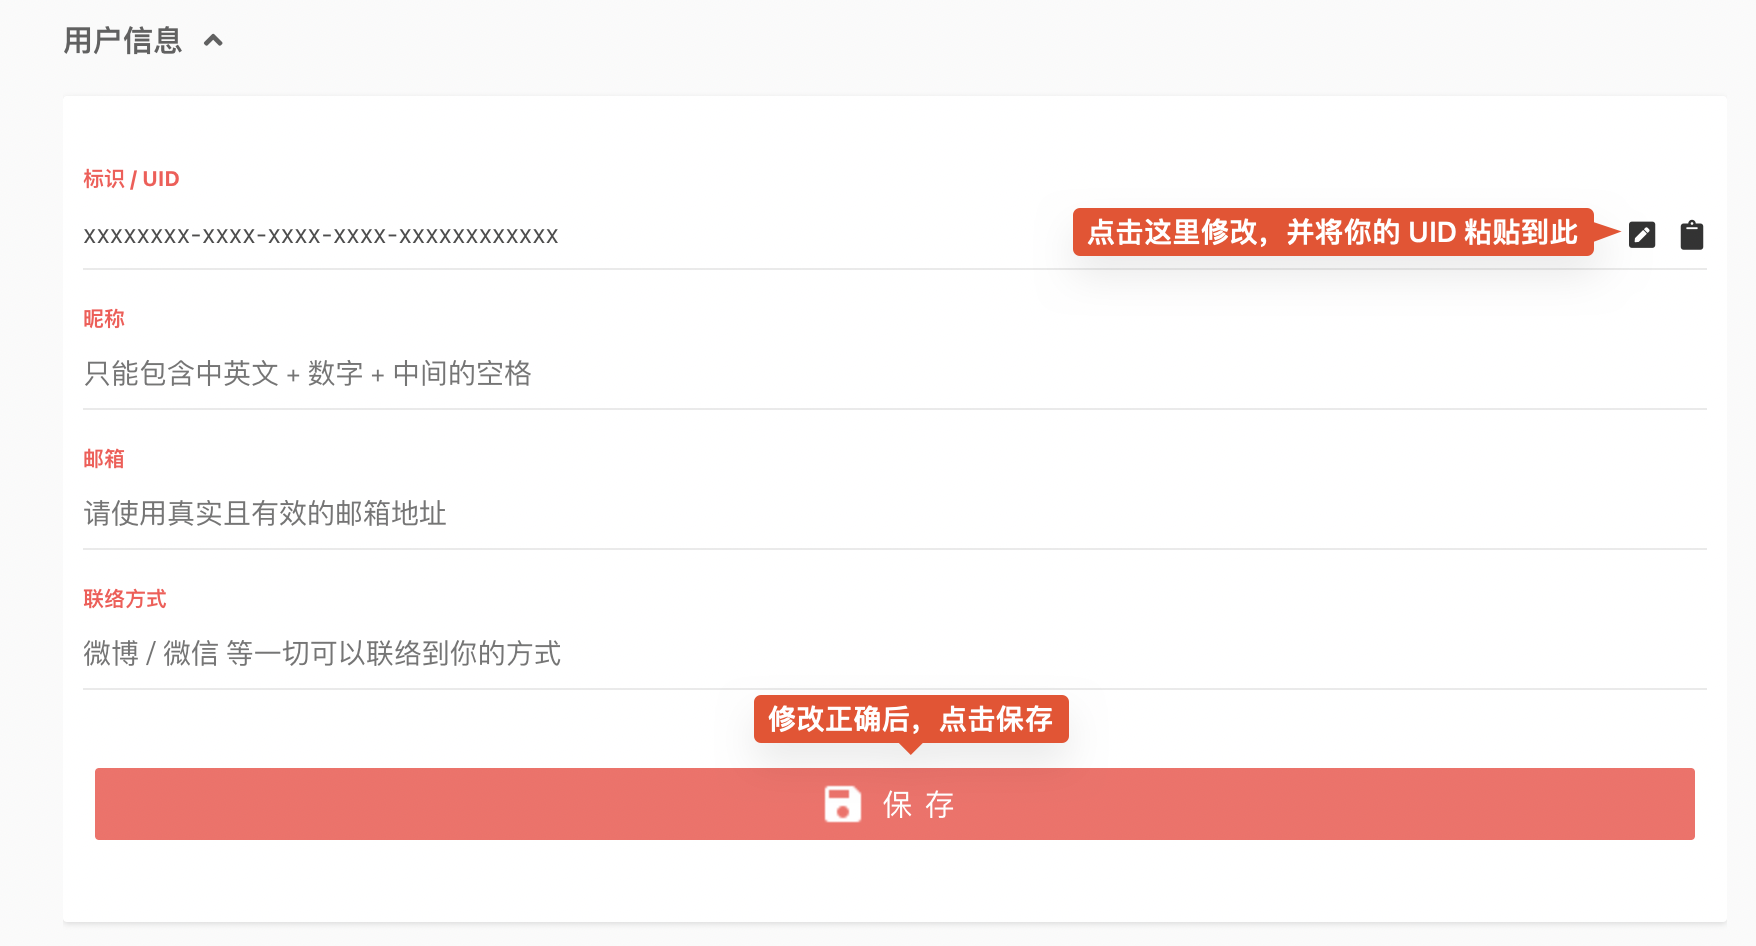 用户信息
标识 / UID
xxxxxxxx-xxxx-xxxx-xxxx-xxxxxxxxxxxx
点击这里修改，并将你的 UID 粘贴到此
昵称
只能包含中英文 + 数字 + 中间的空格
邮箱
请使用真实且有效的邮箱地址
联络方式
微博 / 微信 等一切可以联络到你的方式
修改正确后，点击保存
保 存